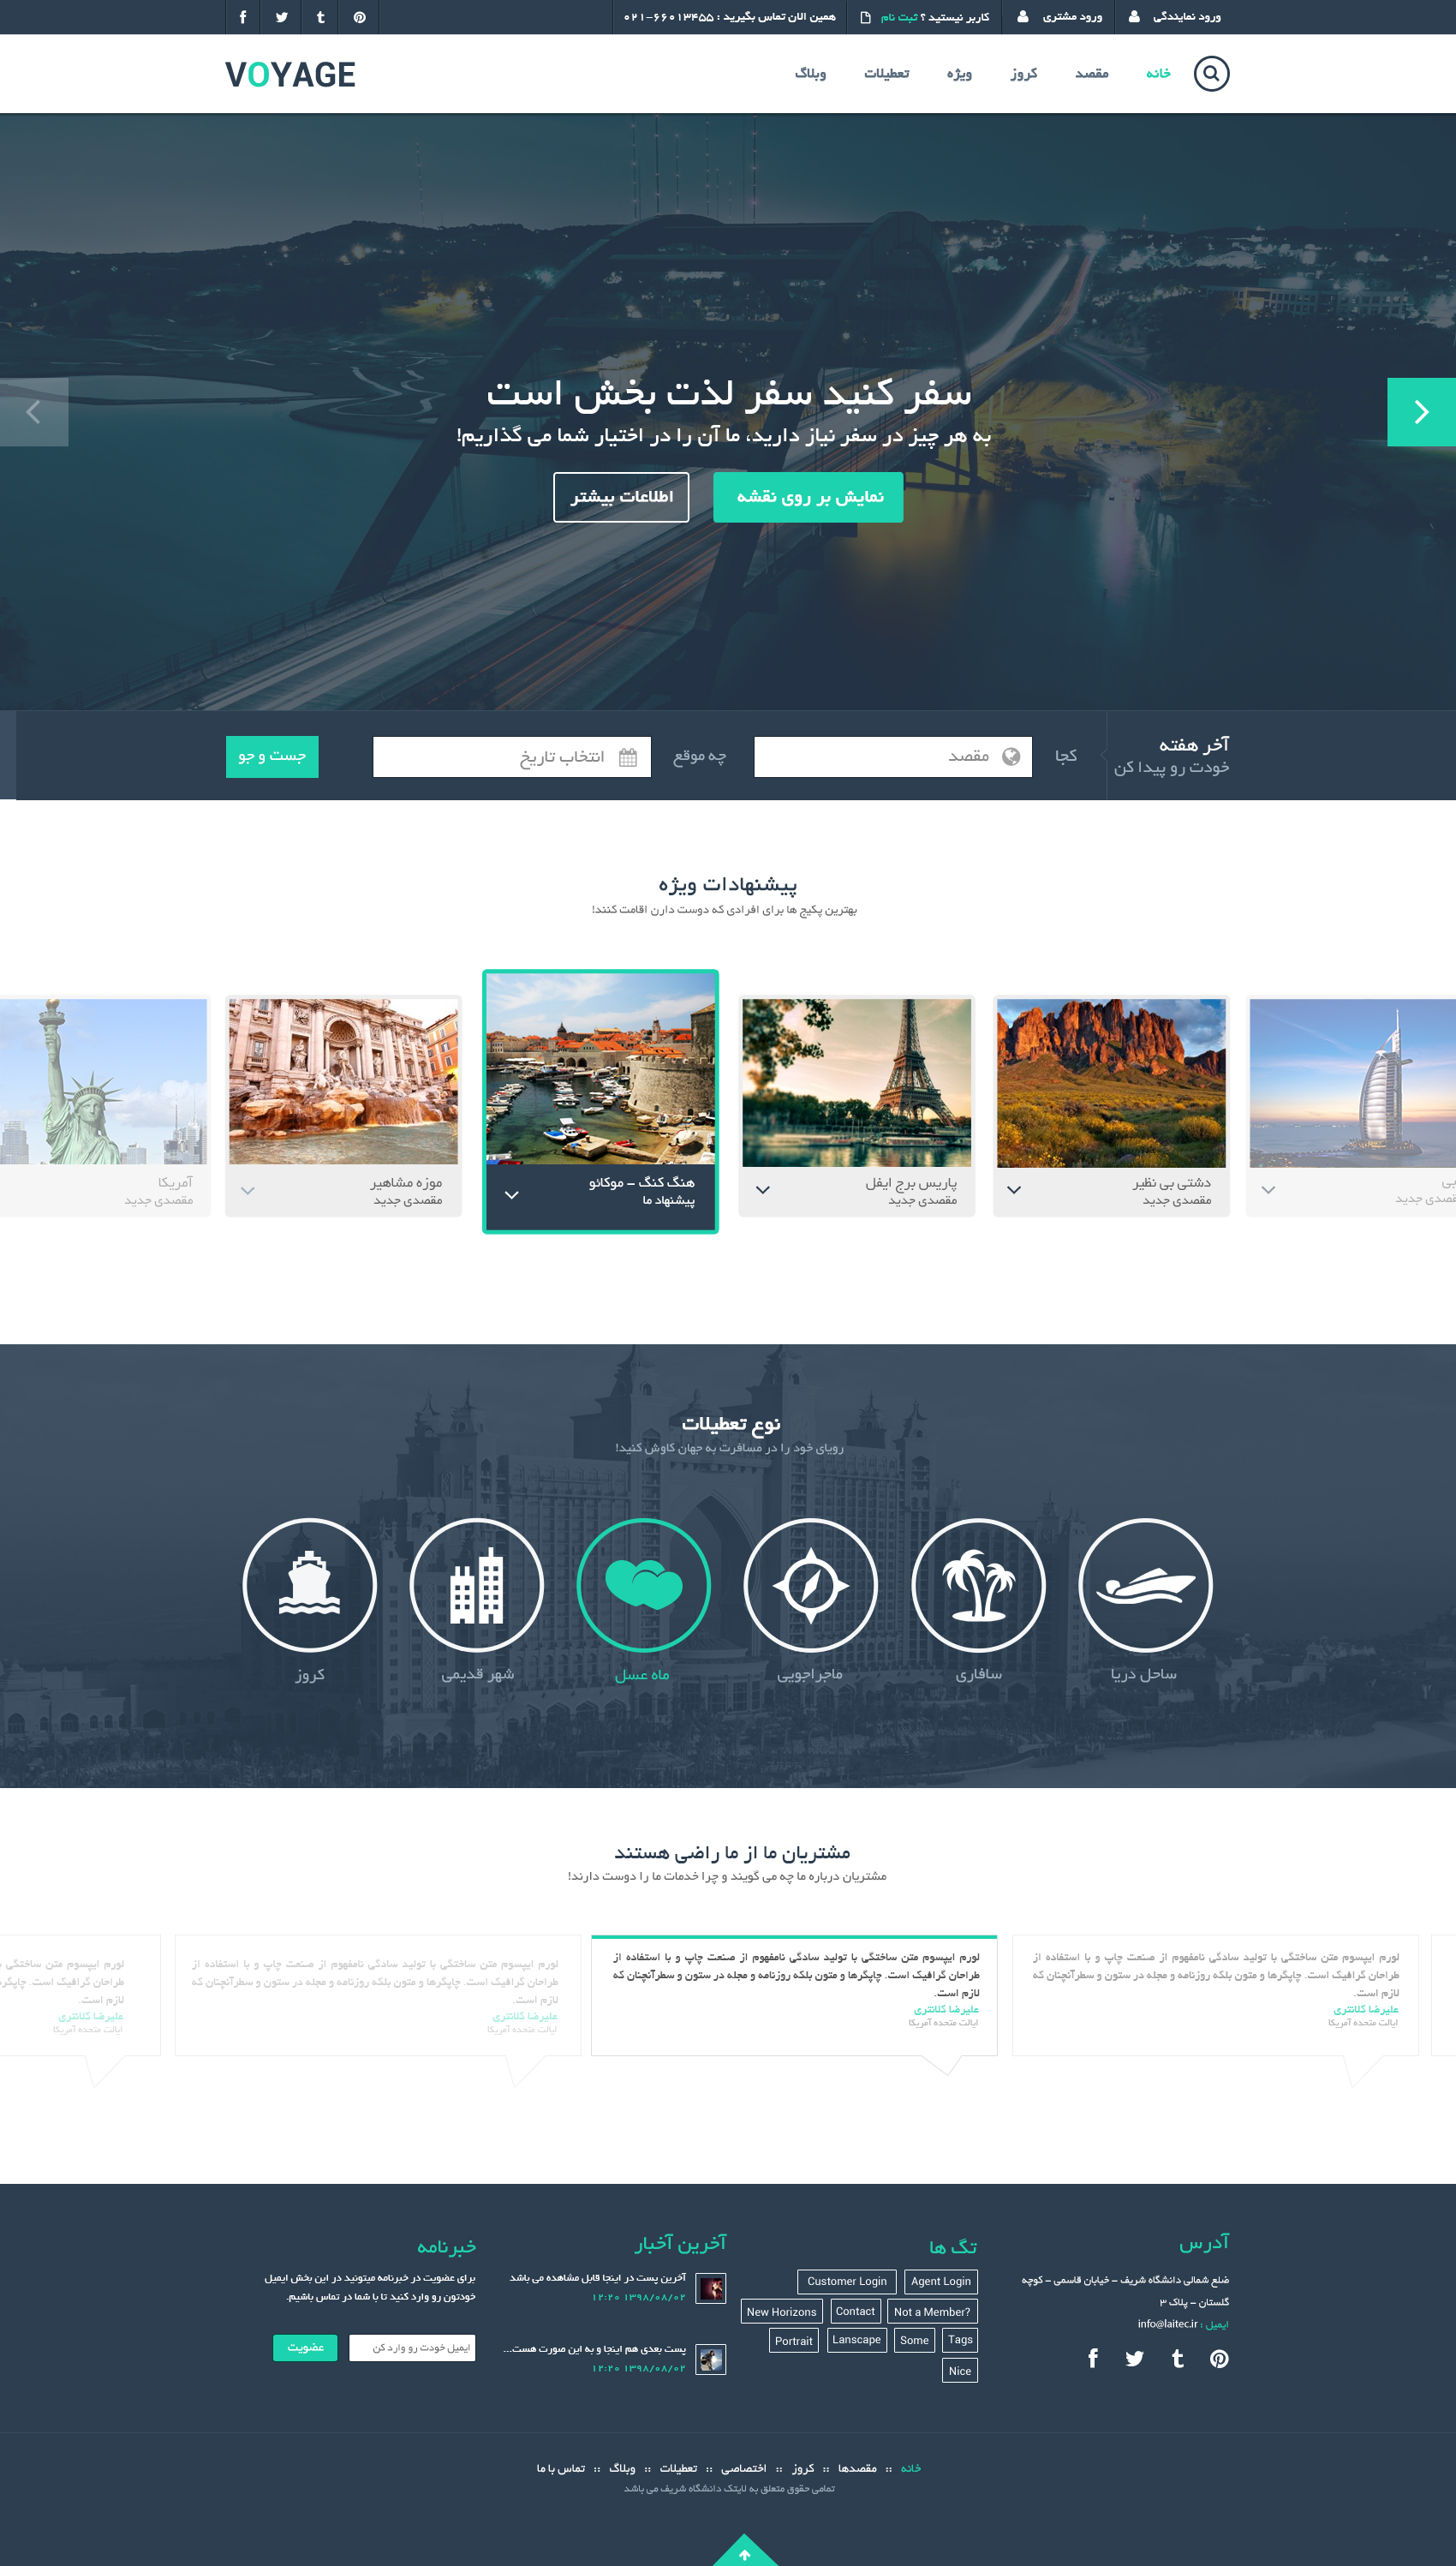 ورود نمایندگی
ورود مشتری
کاربر نیستید ؟ ثبت نام
همین الان تماس بگیرید : ۰۲۱-۶۶۰۱۳۴۵۵
خانه
مقصد
کروز
ویژه
تعطیلات
وبلاگ
VOYAGE
سفر کنید سفر لذت بخش است
به هر چیز در سفر نیاز دارید، ما آن را در اختیار شما می گذاریم!
نمایش بر روی نقشه
اطلاعات بیشتر
آخر هفته
خودت رو پیدا کن
کجا
مقصد
چه موقع
انتخاب تاریخ
جست و جو
پیشنهادات ویژه
بهترین پکیج ها برای افرادی که دوست دارن اقامت کنند!
بی
قصدی جدید
دشتی بی نظیر
مقصدی جدید
پاریس برج ایفل
مقصدی جدید
هنگ کنگ - موکائو
پیشنهاد ما
موزه مشاهیر
مقصدی جدید
آمریکا
مقصدی جدید
نوع تعطیلات
رویای خود را در مسافرت به جهان کاوش کنید!
ساحل دریا
سافاری
ماجراجویی
ماه عسل
شهر قدیمی
کروز
مشتریان ما از ما راضی هستند
مشتریان درباره ما چه می گویند و چرا خدمات ما را دوست دارند!
لورم ایپسوم متن ساختگی با تولید سادگی نامفهوم از صنعت چاپ و با استفاده از
طراحان گرافیک است. چاپگرها و متون بلکه روزنامه و مجله در ستون و سطرآنچنان که
لازم است.
علیرضا کلانتری
ایالت متحده آمریکا
لورم ایپسوم متن ساختگی با تولید سادگی نامفهوم از صنعت چاپ و با استفاده از
طراحان گرافیک است. چاپگرها و متون بلکه روزنامه و مجله در ستون و سطرآنچنان که
لازم است.
علیرضا کلانتری
ایالت متحده آمریکا
لورم ایپسوم متن ساختگی با تولید سادگی نامفهوم از صنعت چاپ و با استفاده از
طراحان گرافیک است. چاپگرها و متون بلکه روزنامه و مجله در ستون و سطرآنچنان که
لازم است.
علیرضا کلانتری
ایالت متحده آمریکا
لورم ایپسوم متن ساختگی
طراحان گرافیک است.
لازم است.
علیرضا کلانتری
ایالت متحده آمریکا
آدرس
ضلع شمالی دانشگاه شریف - خیابان قاسمی - کوچه
گلستان - پلاک ۳
ایمیل : info@laitec.ir
تگ ها
Customer Login Agent Login
New Horizons Contact Not a Member?
Portrait Lanscape Some Tags
Nice
آخرین آخبار
آخرین پست در اینجا قابل مشاهده می باشد
۱۳۹۸/۰۸/۰۲ ۱۲:۲۰
پست بعدی هم اینجا و به این صورت هست...
۱۳۹۸/۰۸/۰۲ ۱۲:۲۰
خبرنامه
برای عضویت در خبرنامه میتونید در این بخش ایمیل
خودتون رو وارد کنید تا با شما در تماس باشیم.
ایمیل خودت رو وارد کن
عضویت
خانه :: مقصدها :: کروز :: اختصاصی :: تعطیلات :: وبلاگ :: تماس با ما
تمامی حقوق متعلق به لایتک دانشگاه شریف می باشد